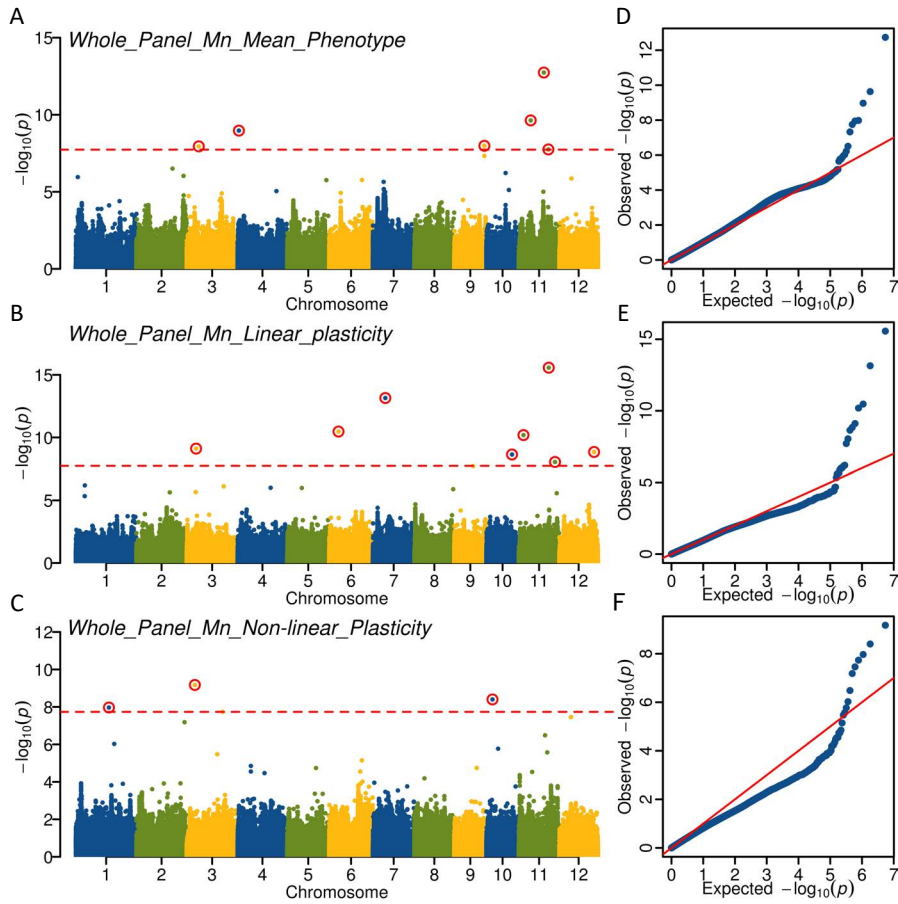 A
Whole_Panel_Mn_Mean_Phenotype
−log10(p)
15
10
5
0
1 2 3 4 5 6 7 8 9 10 11 12
Chromosome
D
Observed −log10(p)
12
10
8
6
4
2
0
0 1 2 3 4 5 6 7
Expected −log10(p)
B
Whole_Panel_Mn_Linear_plasticity
−log10(p)
15
10
5
0
1 2 3 4 5 6 7 8 9 10 11 12
Chromosome
E
Observed −log10(p)
15
10
5
0
0 1 2 3 4 5 6 7
Expected −log10(p)
C
Whole_Panel_Mn_Non-linear_Plasticity
−log10(p)
12
10
8
6
4
2
0
1 2 3 4 5 6 7 8 9 10 11 12
Chromosome
F
Observed −log10(p)
8
6
4
2
0
0 1 2 3 4 5 6 7
Expected −log10(p)